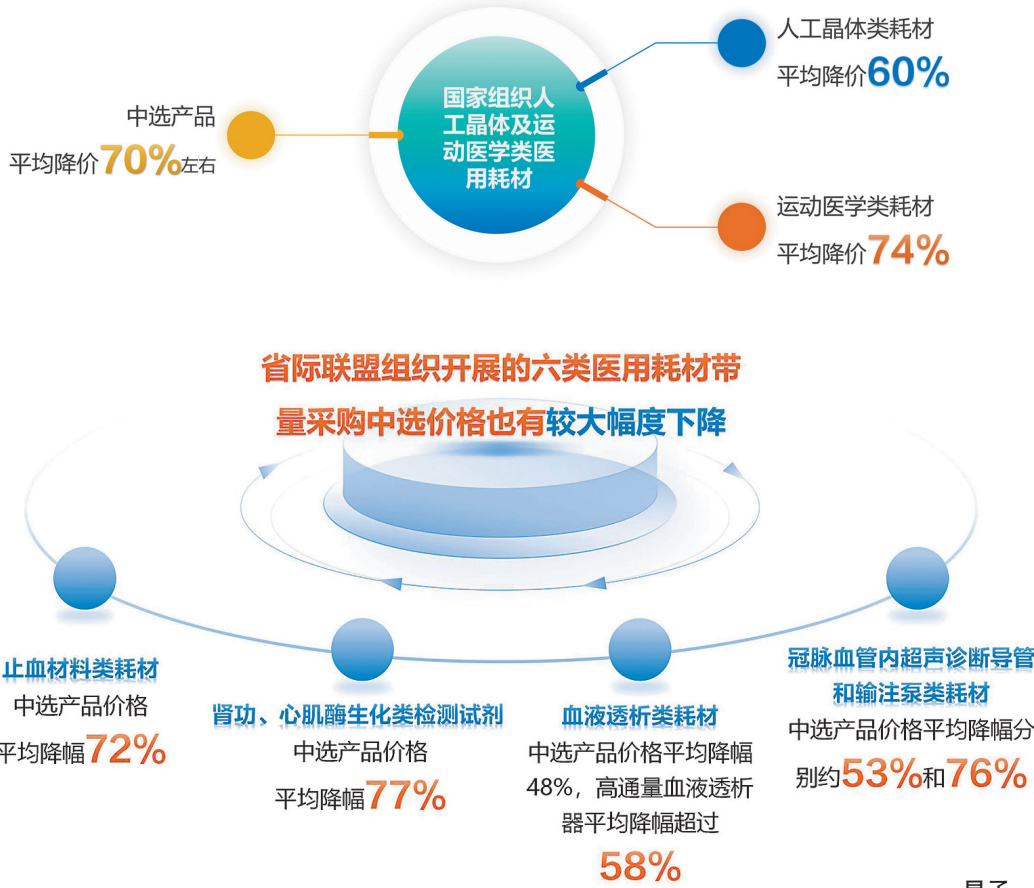 国家组织人
工晶体及运
动医学类医
用耗材
中选产品
平均降价70%左右
人工晶体类耗材
平均降价60%
运动医学类耗材
平均降价74%
省际联盟组织开展的六类医用耗材带
量采购中选价格也有较大幅度下降
止血材料类耗材
中选产品价格
平均降幅72%
肾功、心肌酶生化类检测试剂
中选产品价格
平均降幅77%
血液透析类耗材
中选产品价格平均降幅
48%，高通量血液透析
器平均降幅超过
58%
冠脉血管内超声诊断导管
和输注泵类耗材
中选产品价格平均降幅分
别约53%和76%